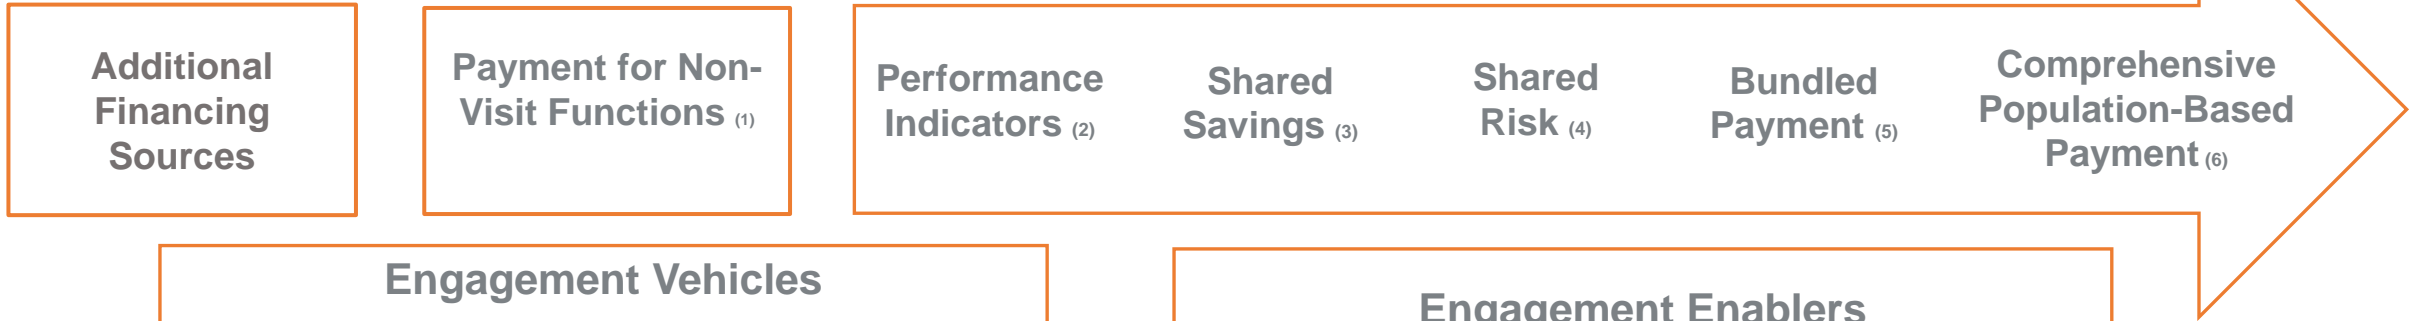 Additional
Financing
Sources
Payment for Non-
Visit Functions (1)
Performance
Indicators (2)
Shared
Savings (3)
Shared
Risk (4)
Bundled
Payment (5)
Comprehensive
Population-Based
Payment (6)
Engagement Vehicles
Engagement Enablers